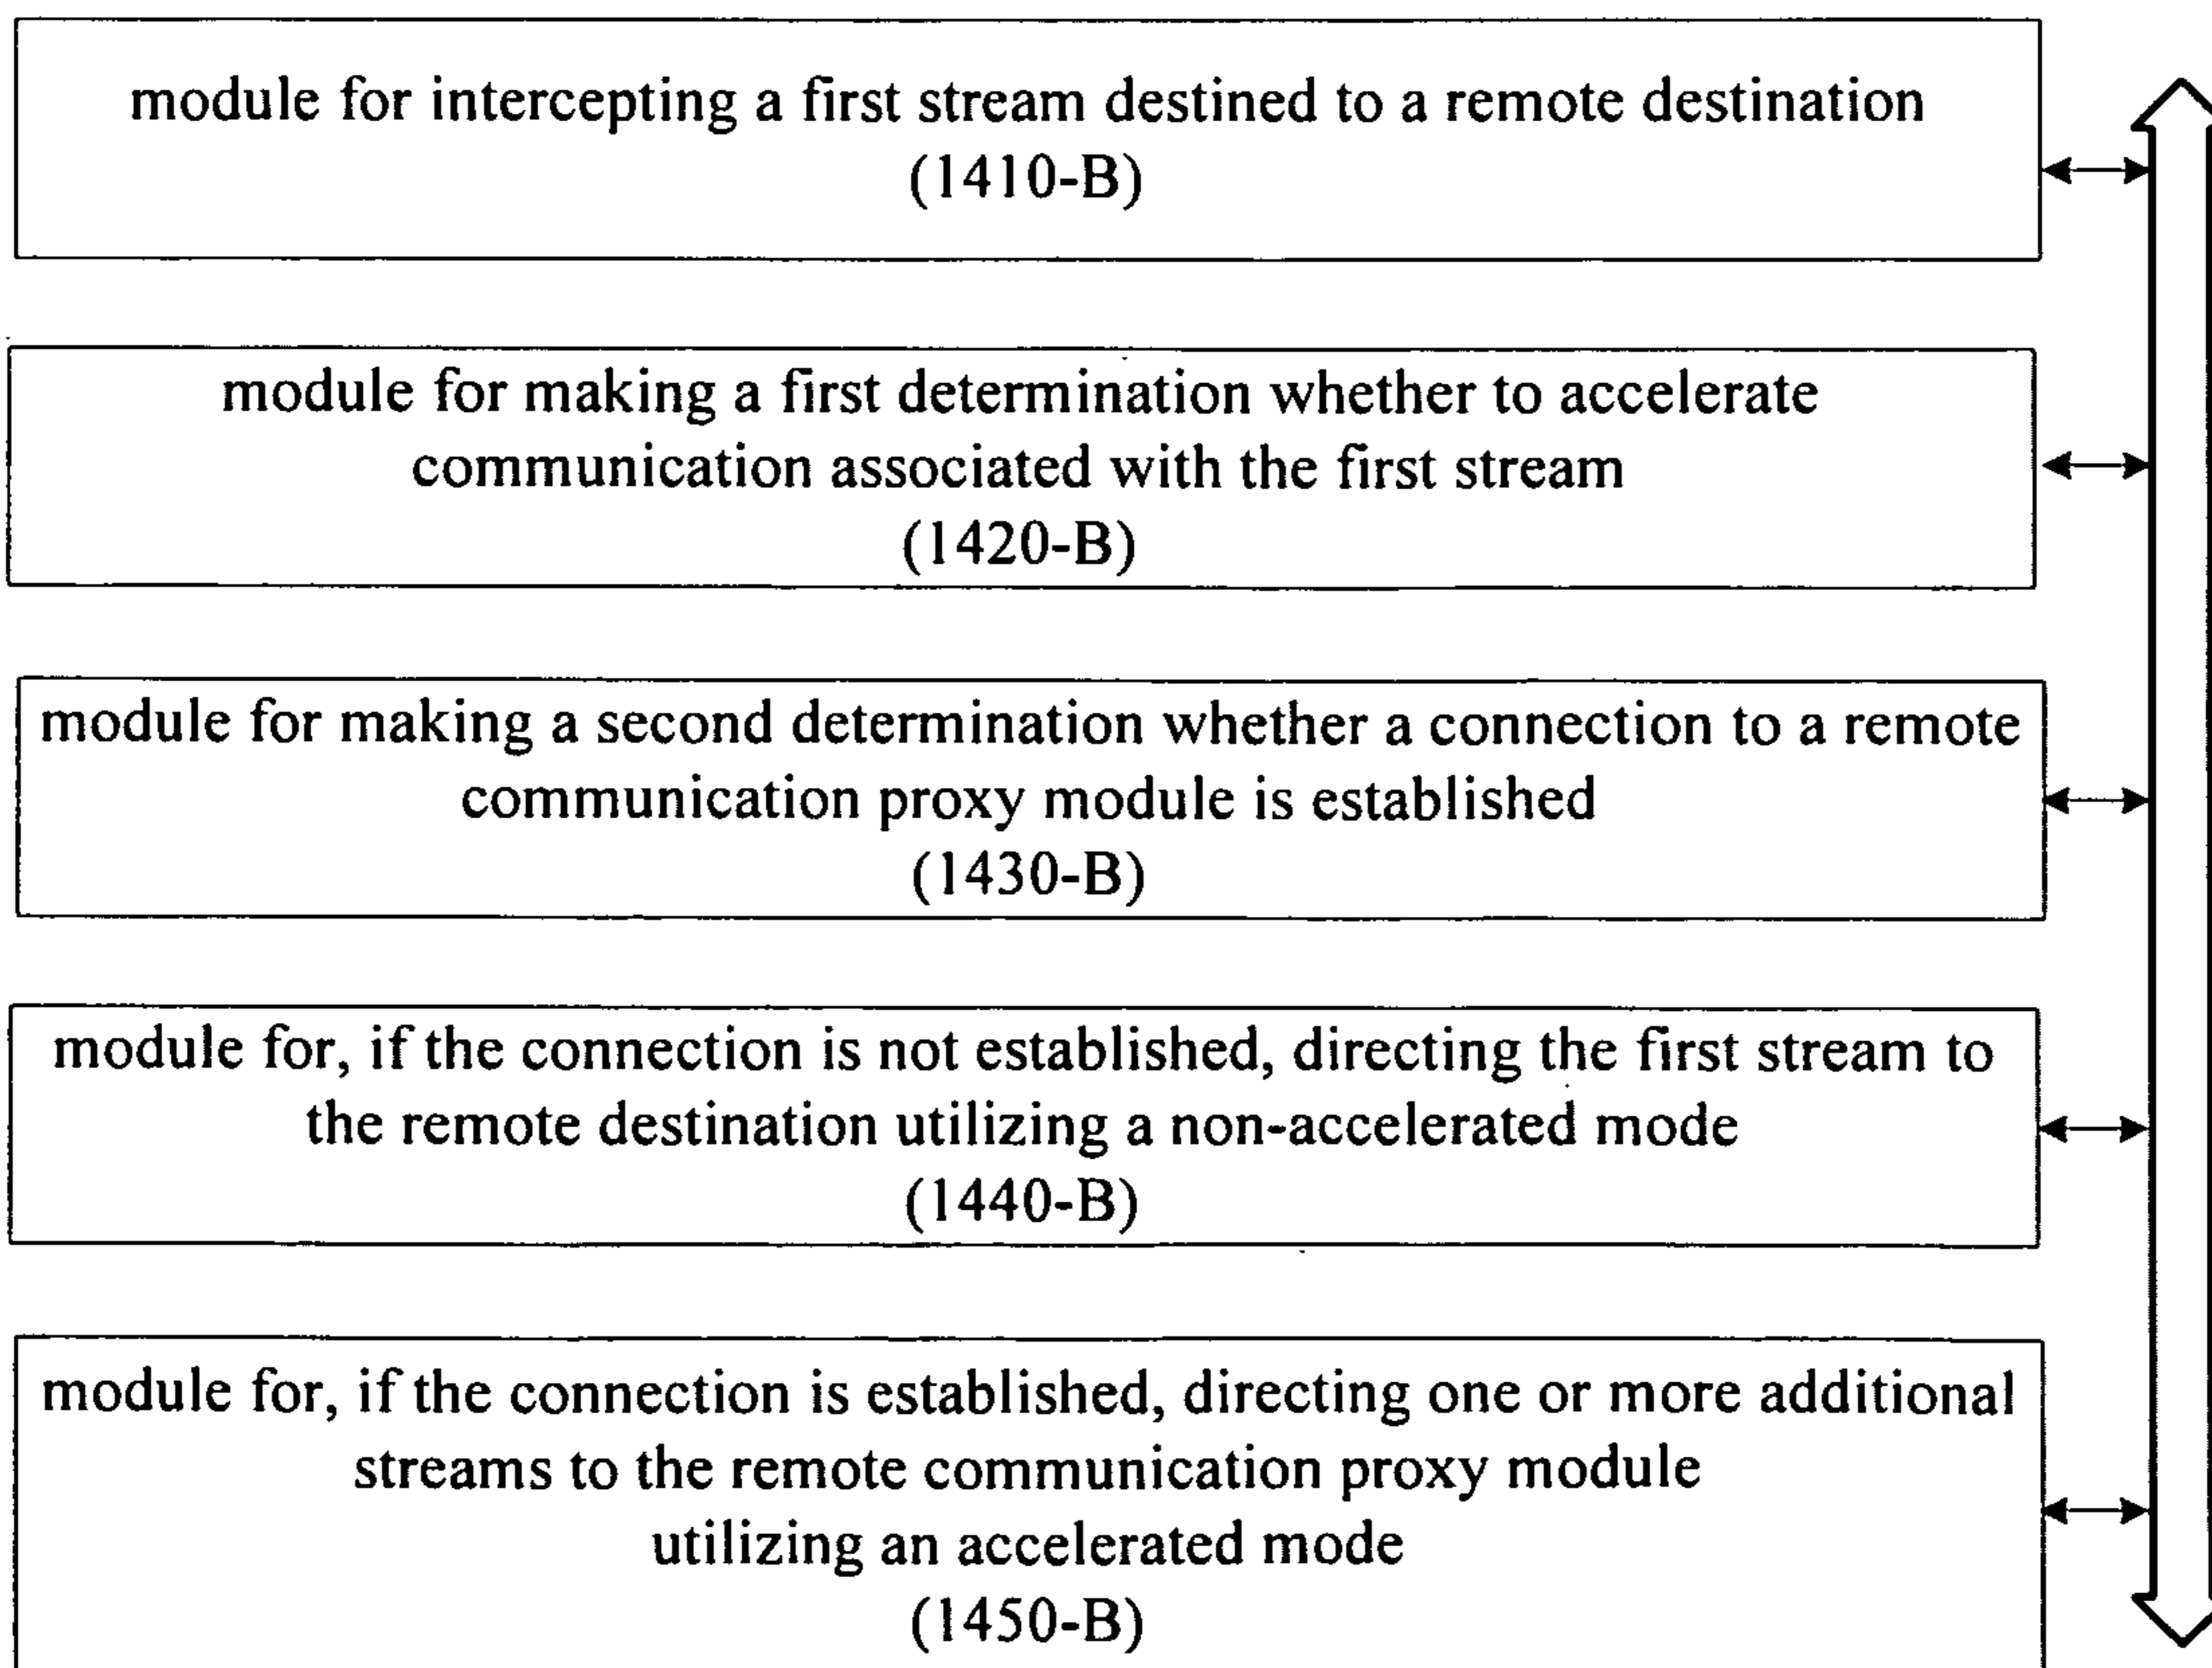 module for intercepting a first stream destined to a remote destination
(1410-B)
module for making a first determination whether to accelerate
communication associated with the first stream
(1420-B)
module for making a second determination whether a connection to a remote
communication proxy module is established
(1430-B)
module for, if the connection is not established, directing the first stream to
the remote destination utilizing a non-accelerated mode
(1440-B)
module for, if the connection is established, directing one or more additional
streams to the remote communication proxy module
utilizing an accelerated mode
(1450-B)